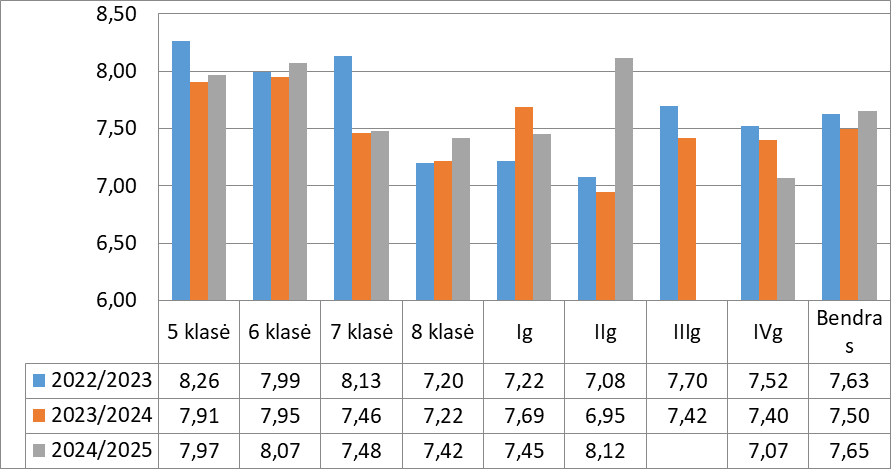 8,50
8,00
7,50
7,00
6,50
6,00
5 klasė 6 klasė 7 klasė 8 klasė Ig IIg IIIg IVg Bendra
s
2022/2023 8,26 7,99 8,13 7,20 7,22 7,08 7,70 7,52 7,63
2023/2024 7,91 7,95 7,46 7,22 7,69 6,95 7,42 7,40 7,50
2024/2025 7,97 8,07 7,48 7,42 7,45 8,12 7,07 7,65